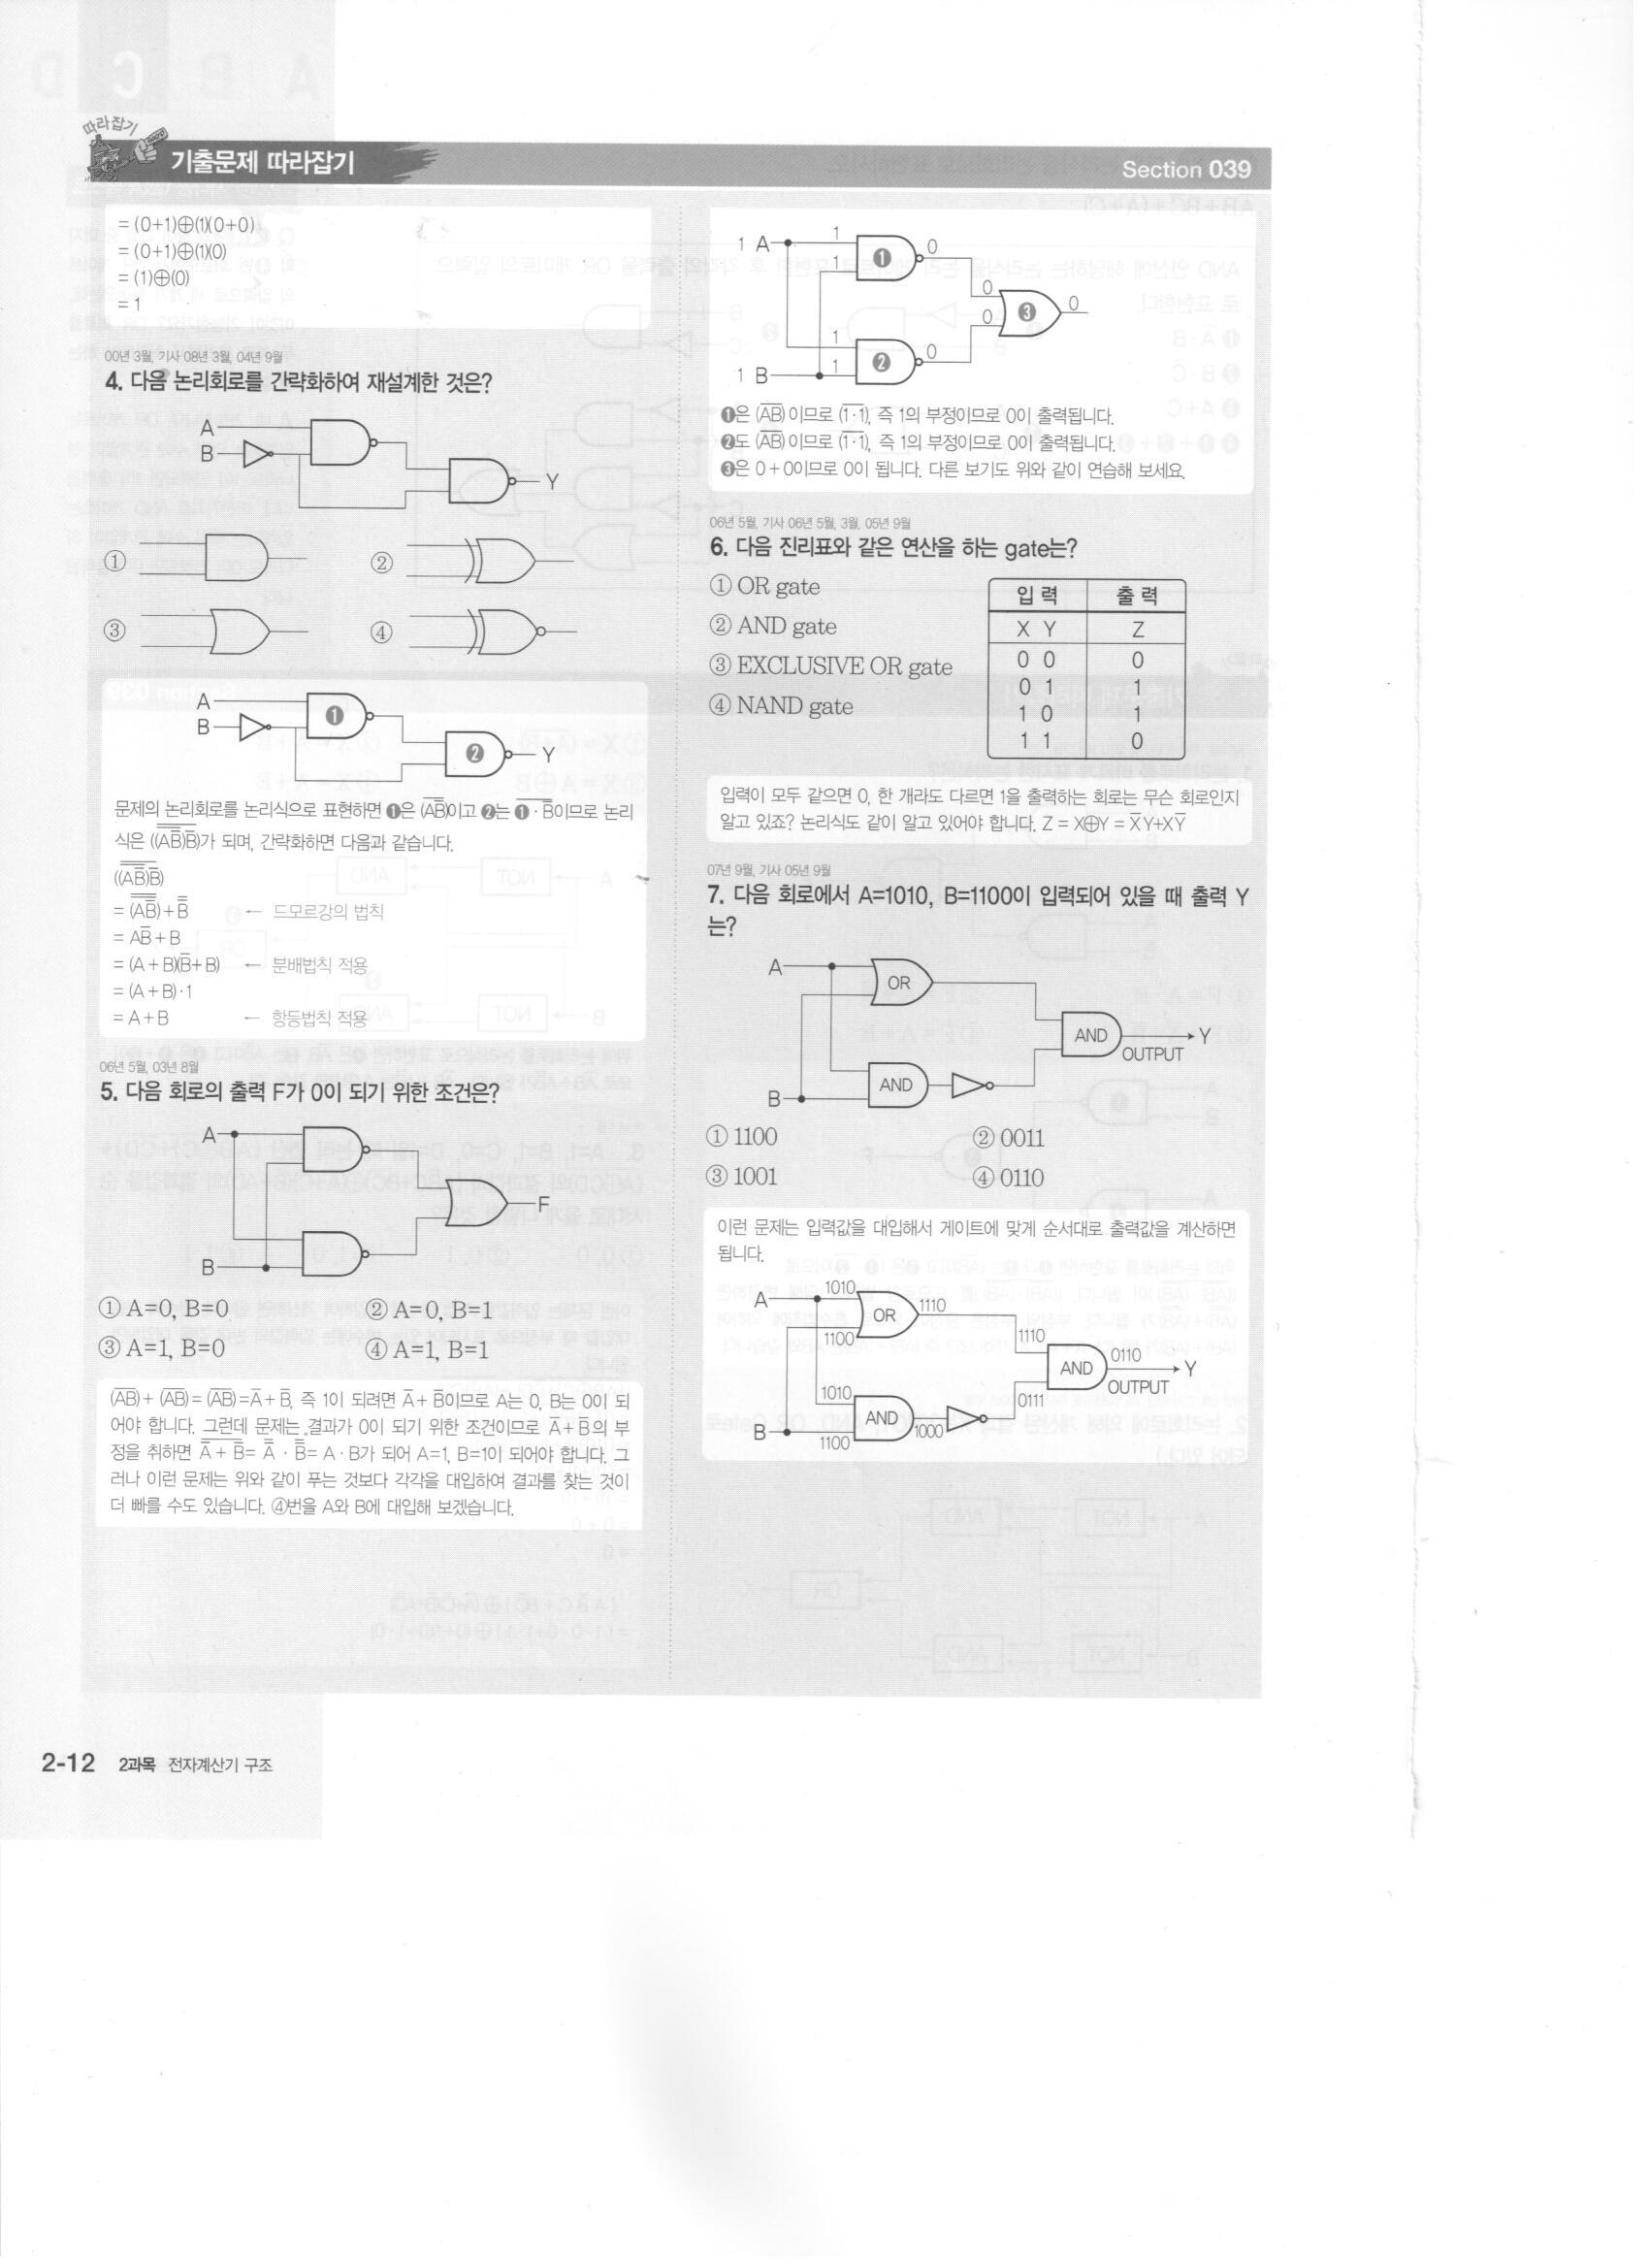 따라잡기
기출문제 따라잡기
Section 039
= (0+1)⊕(1)(0+0)
= (0+1)⊕(1)(0)
= (1)⊕(0)
= 1
00년 3월, 기사 08년 3월, 04년 9월
4. 다음 논리회로를 간략화하여 재설계한 것은?
A
B
Y
①
②
③
④
A
B
❶
❷
Y
문제의 논리회로를 논리식으로 표현하면 ❶은 (A̅B̅̅)이고 ❷는 ❶ · B̅이므로 논리
식은 ((AB̅)B̅)가 되며, 간략화하면 다음과 같습니다.
((AB̅)B̅)
= (AB̅)+B̿ ← 드모르강의 법칙
= AB̅+B
= (A+B)(B̅+B) ← 분배법칙 적용
= (A+B)·1
= A+B ← 항등법칙 적용
06년 5월, 03년 8월
5. 다음 회로의 출력 F가 0이 되기 위한 조건은?
A
B
F
① A=0, B=0 ② A=0, B=1
③ A=1, B=0 ④ A=1, B=1
(A̅B̅)+(A̅B̅)=(A̅B̅)=A̅+B̅, 즉 1이 되려면 A̅+B̅이므로 A는 0, B는 0이 되
어야 합니다. 그런데 문제는 결과가 0이 되기 위한 조건이므로 A̅+B̅의 부
정을 취하면 A̅+B̅= A̿ · B̿= A · B가 되어 A=1, B=1이 되어야 합니다. 그
러나 이런 문제는 위와 같이 푸는 것보다 각각을 대입하여 결과를 찾는 것이
더 빠를 수도 있습니다. ④번을 A와 B에 대입해 보겠습니다.
1 A 1 ❶ 0
1
0 ❸ 0
0
1 ❷ 0
1 B 1
❶은 (A̅B̅)이므로 (1̅·̅1̅), 즉 1의 부정이므로 0이 출력됩니다.
❷도 (A̅B̅)이므로 (1̅·̅1̅), 즉 1의 부정이므로 0이 출력됩니다.
❸은 0+0이므로 0이 됩니다. 다른 보기도 위와 같이 연습해 보세요.
06년 5월, 기사 06년 5월, 3월, 05년 9월
6. 다음 진리표와 같은 연산을 하는 gate는?
① OR gate
② AND gate
③ EXCLUSIVE OR gate
④ NAND gate
입 력 출 력
X Y Z
0 0 0
0 1 1
1 0 1
1 1 0
입력이 모두 같으면 0, 한 개라도 다르면 1을 출력하는 회로는 무슨 회로인지
알고 있죠? 논리식도 같이 알고 있어야 합니다. Z = X⊕Y = X̅Y+XY̅
07년 9월, 기사 05년 9월
7. 다음 회로에서 A=1010, B=1100이 입력되어 있을 때 출력 Y
는?
A
OR
AND
Y
OUTPUT
AND
B
① 1100 ② 0011
③ 1001 ④ 0110
이런 문제는 입력값을 대입해서 게이트에 맞게 순서대로 출력값을 계산하면
됩니다.
A 1010 OR 1110
1100 1110
AND 0110 Y
OUTPUT
1010 0111
AND 1000
B 1100
2-12 2과목 전자계산기 구조